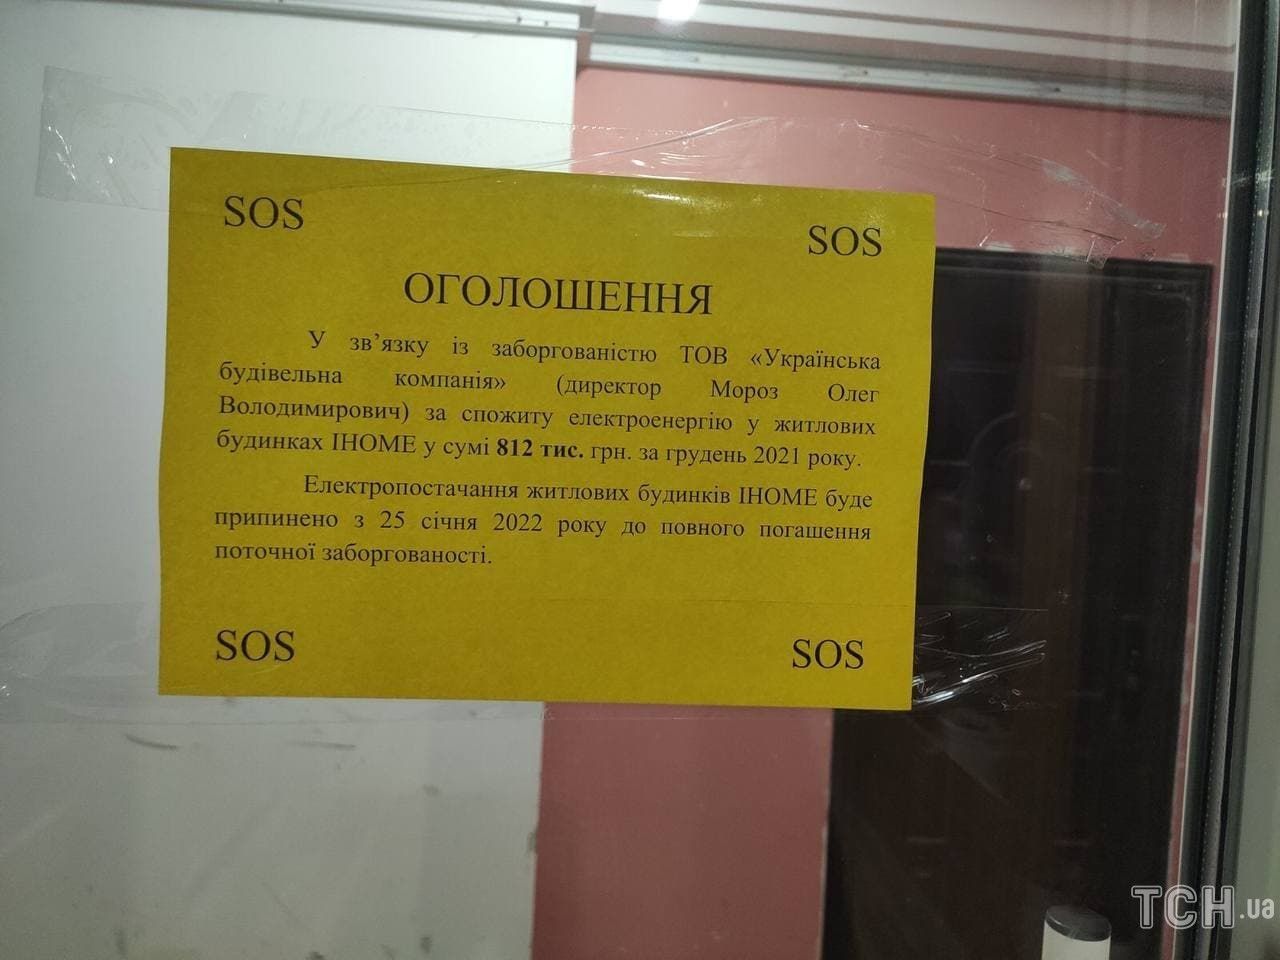 SOS
SOS
ОГОЛОШЕННЯ
У зв’язку із заборгованістю ТОВ «Українська
будівельна компанія» (директор Мороз Олег
Володимирович) за спожиту електроенергію у житлових
будинках IHOME у сумі 812 тис. грн. за грудень 2021 року.
Електропостачання житлових будинків IHOME буде
припинено з 25 січня 2022 року до повного погашення
поточної заборгованості.
SOS
SOS
ТСН.ua